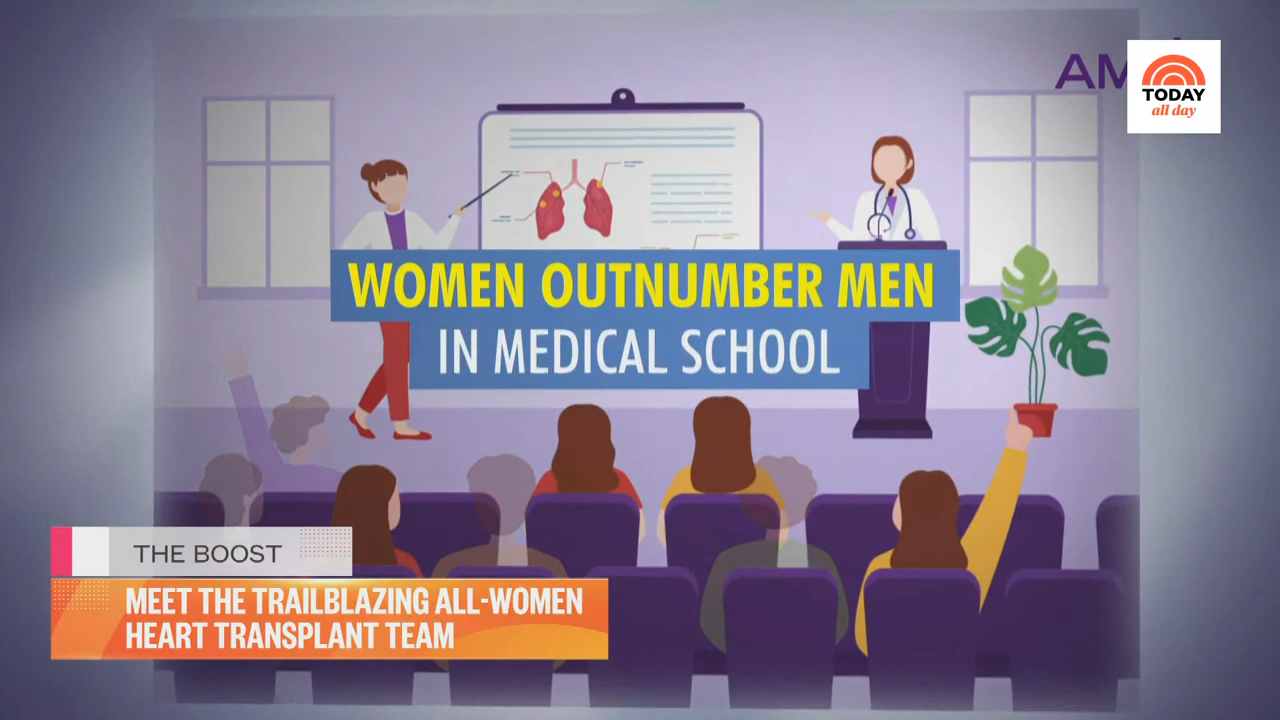 TODAY
all day
WOMEN OUTNUMBER MEN
IN MEDICAL SCHOOL
THE BOOST
MEET THE TRAILBLAZING ALL-WOMEN
HEART TRANSPLANT TEAM